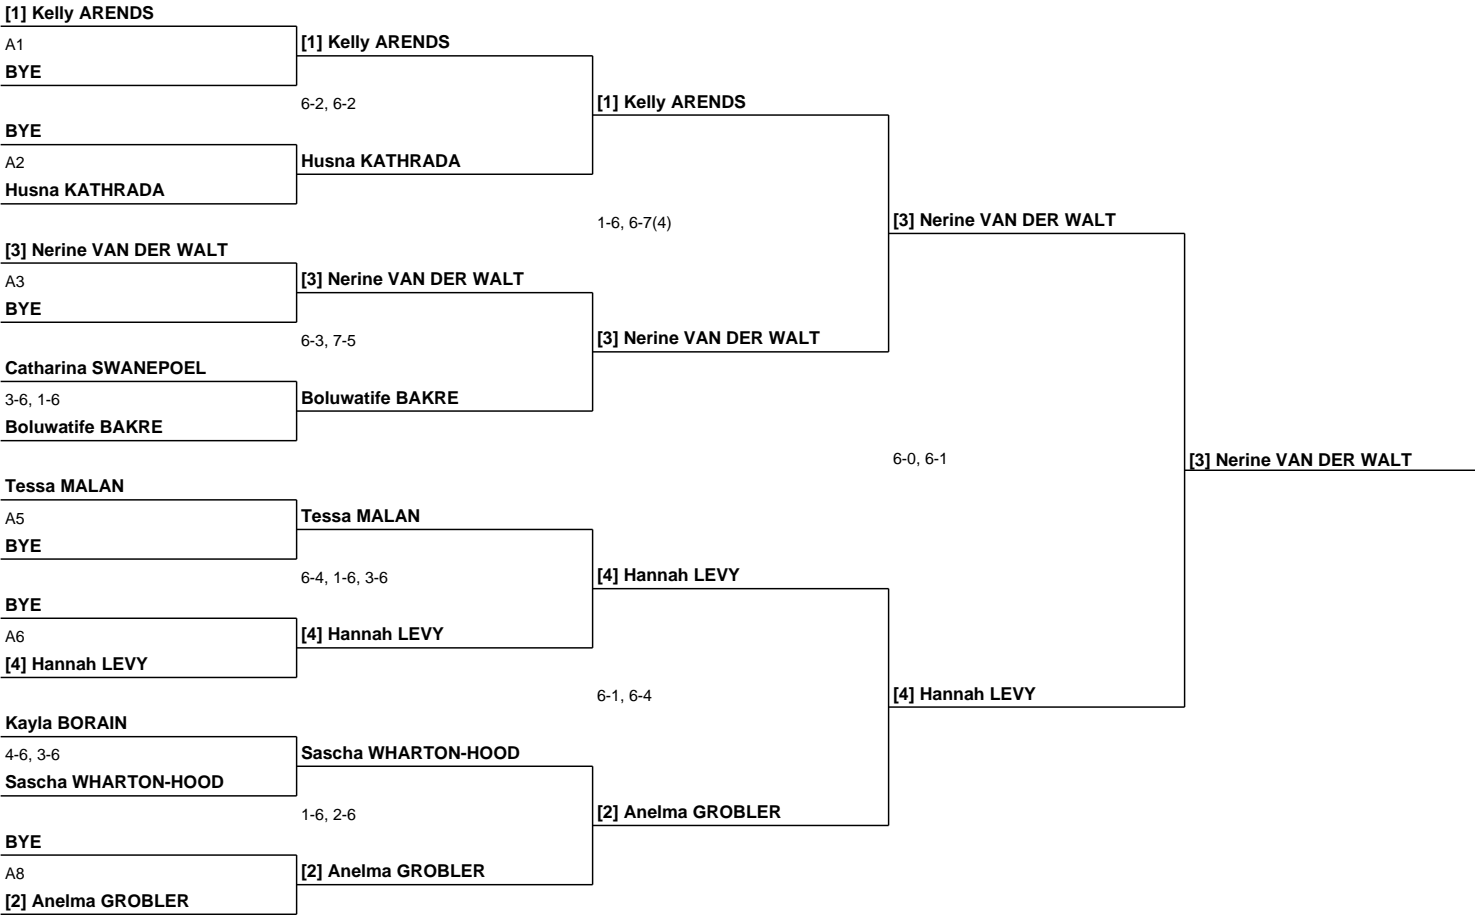 [1] Kelly ARENDS
A1
BYE
BYE
A2
Husna KATHRADA
[3] Nerine VAN DER WALT
A3
BYE
Catharina SWANEPOEL
3-6, 1-6
Boluwatife BAKRE
Tessa MALAN
A5
BYE
BYE
A6
[4] Hannah LEVY
Kayla BORAIN
4-6, 3-6
Sascha WHARTON-HOOD
BYE
A8
[2] Anelma GROBLER
[1] Kelly ARENDS
6-2, 6-2
Husna KATHRADA
[3] Nerine VAN DER WALT
6-3, 7-5
Boluwatife BAKRE
Tessa MALAN
6-4, 1-6, 3-6
[4] Hannah LEVY
Sascha WHARTON-HOOD
1-6, 2-6
[2] Anelma GROBLER
[1] Kelly ARENDS
1-6, 6-7(4)
[3] Nerine VAN DER WALT
[4] Hannah LEVY
6-1, 6-4
[2] Anelma GROBLER
[3] Nerine VAN DER WALT
6-0, 6-1
[4] Hannah LEVY
[3] Nerine VAN DER WALT